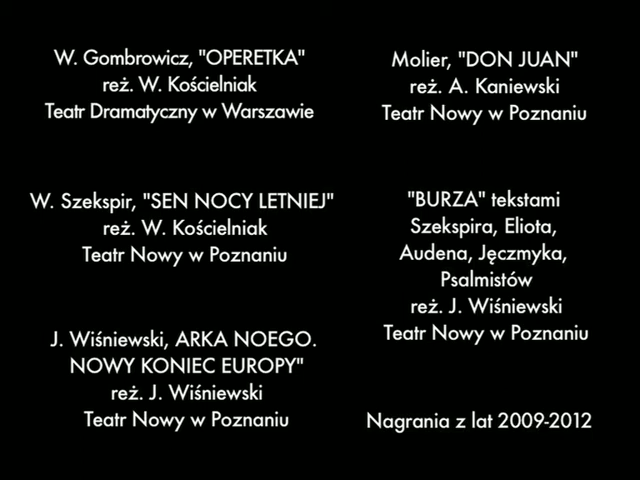 W. Gombrowicz, "OPERETKA"
reż. W. Kościelniak
Teatr Dramatyczny w Warszawie
W. Szekspir, "SEN NOCY LETNIEJ"
reż. W. Kościelniak
Teatr Nowy w Poznaniu
J. Wiśniewski, ARKA NOEGO.
NOWY KONIEC EUROPY"
reż. J. Wiśniewski
Teatr Nowy w Poznaniu
Molier, "DON JUAN"
reż. A. Kaniewski
Teatr Nowy w Poznaniu
"BURZA" tekstami
Szekspira, Eliota,
Audena, Jęczmyka,
Psalmistów
reż. J. Wiśniewski
Teatr Nowy w Poznaniu
Nagrania z lat 2009-2012